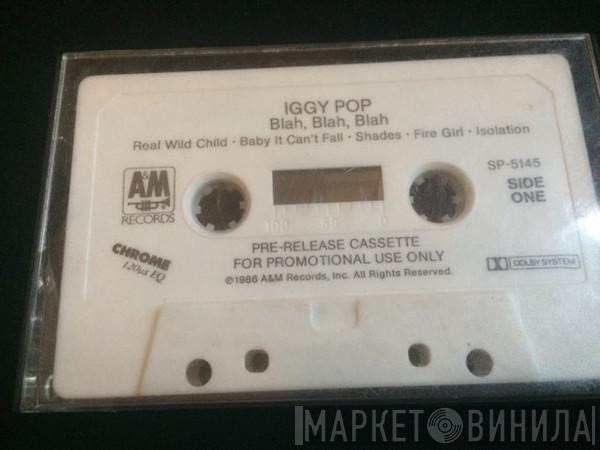 IGGY POP
Blah, Blah, Blah
Real Wild Child · Baby It Can't Fall · Shades · Fire Girl · Isolation
SP-5145
A&M
RECORDS
SIDE
ONE
100 50 0
CHROME
120µs EQ
PRE-RELEASE CASSETTE
FOR PROMOTIONAL USE ONLY
©1986 A&M Records, Inc. All Rights Reserved.
DOLBY SYSTEM
МАРКЕТ ВИНИЛА